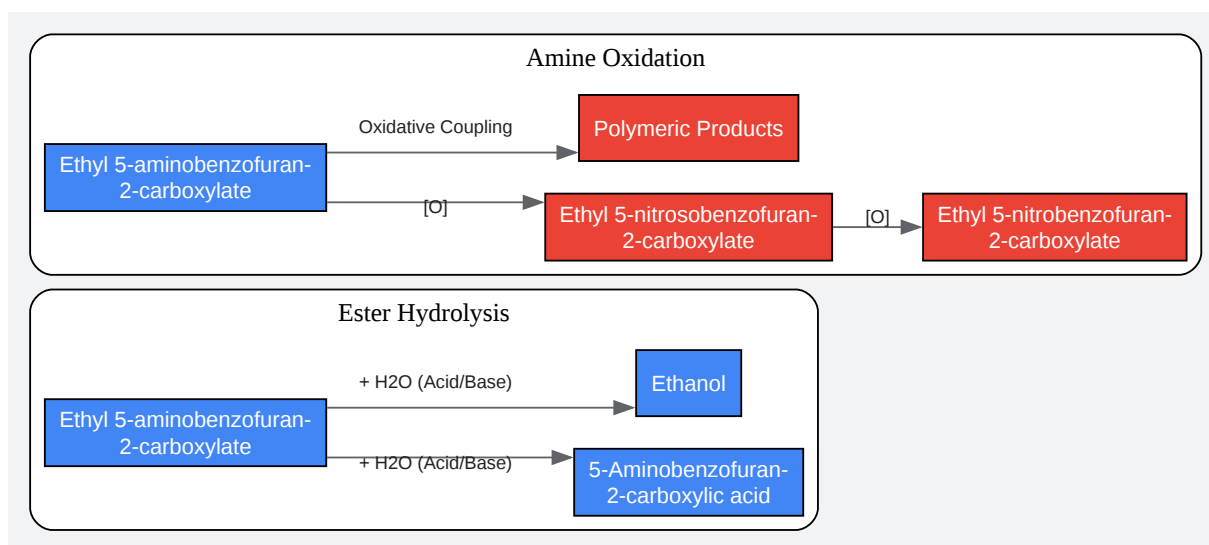 Amine Oxidation
Oxidative Coupling
Polymeric Products
Ethyl 5-aminobenzofuran-
2-carboxylate
[O]
Ethyl 5-nitrosobenzofuran-
2-carboxylate
[O]
Ethyl 5-nitrobenzofuran-
2-carboxylate
Ester Hydrolysis
+ H2O (Acid/Base)
Ethanol
Ethyl 5-aminobenzofuran-
2-carboxylate
+ H2O (Acid/Base)
5-Aminobenzofuran-
2-carboxylic acid